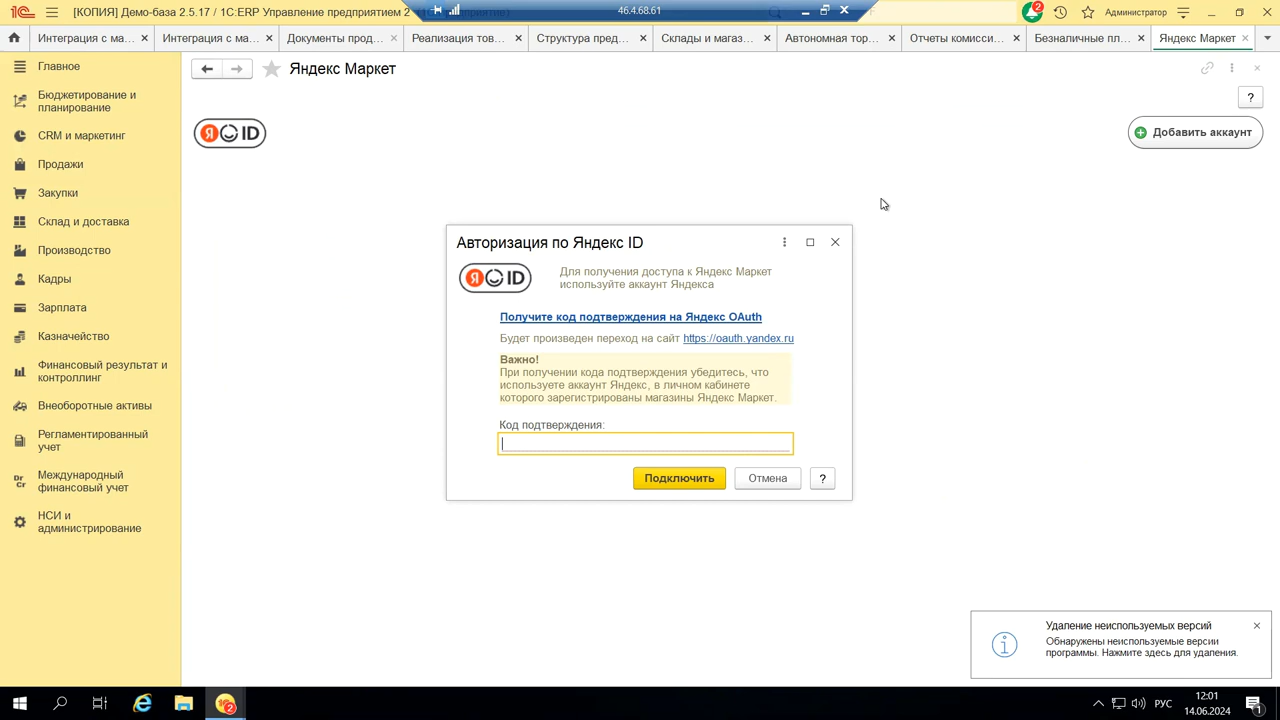 [КОПИЯ] Демо-база 2.5.17 / 1C:ERP Управление предприятием 2
46.4.68.61
2
Администратор
Интеграция с ма...
Интеграция с ма...
Документы прод...
Реализация тов...
Структура пред...
Склады и магаз...
Автономная тор...
Отчеты комисси...
Безналичные пл...
Яндекс Маркет
Главное
Бюджетирование и
планирование
CRM и маркетинг
Продажи
Закупки
Склад и доставка
Производство
Кадры
Зарплата
Казначейство
Финансовый результат и
контроллинг
Внеоборотные активы
Регламентированный
учет
Международный
финансовый учет
НСИ и
администрирование
Яндекс Маркет
?
Я ID
Добавить аккаунт
Авторизация по Яндекс ID
Я ID
Для получения доступа к Яндекс Маркет
используйте аккаунт Яндекса
Получите код подтверждения на Яндекс OAuth
Будет произведен переход на сайт https://oauth.yandex.ru
Важно!
При получении кода подтверждения убедитесь, что
используете аккаунт Яндекс, в личном кабинете
которого зарегистрированы магазины Яндекс Маркет.
Код подтверждения:
Подключить
Отмена
?
Удаление неиспользуемых версий
Обнаружены неиспользуемые версии
программы. Нажмите здесь для удаления.
2
РУС
12:01
14.06.2024
1